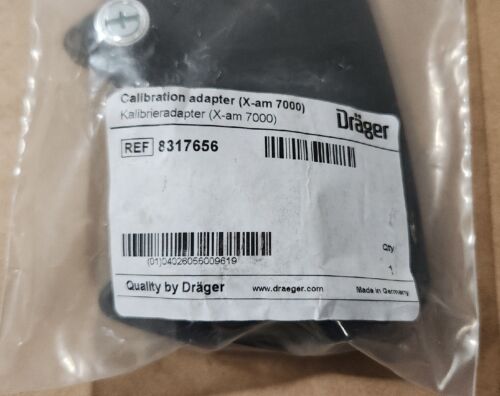 Calibration adapter (X-am 7000)
Kalibrieradapter (X-am 7000)
Dräger
REF 8317656
(01)04026056009619
Qty
1
Quality by Dräger www.draeger.com Made in Germany